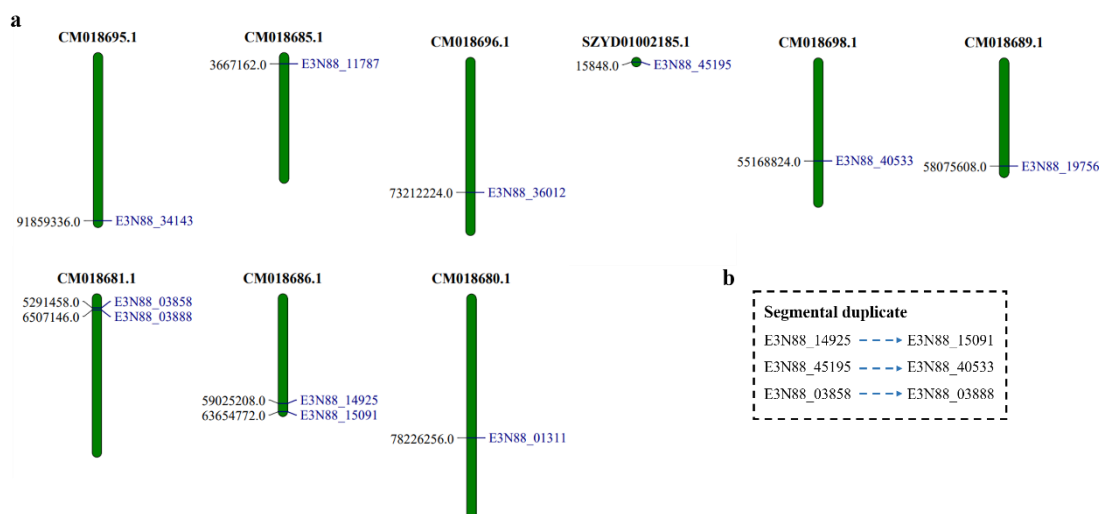 a
CM018695.1
91859336.0 E3N88_34143
CM018685.1
3667162.0 E3N88_11787
CM018696.1
73212224.0 E3N88_36012
SZYD01002185.1
15848.0 E3N88_45195
CM018698.1
55168824.0 E3N88_40533
CM018689.1
58075608.0 E3N88_19756
CM018681.1
5291458.0 E3N88_03858
6507146.0 E3N88_03888
CM018686.1
59025208.0 E3N88_14925
63654772.0 E3N88_15091
CM018680.1
78226256.0 E3N88_01311
b
Segmental duplicate
E3N88_14925 E3N88_15091
E3N88_45195 E3N88_40533
E3N88_03858 E3N88_03888